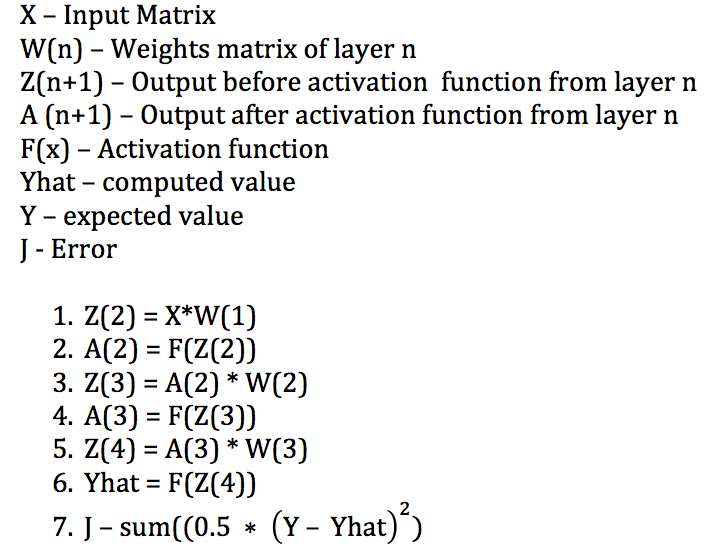 X – Input Matrix
W(n) – Weights matrix of layer n
Z(n+1) – Output before activation  function from layer n
A (n+1) – Output after activation function from layer n
F(x) – Activation function
Yhat – computed value
Y – expected value
J - Error
1. Z(2) = X*W(1)
2. A(2) = F(Z(2))
3. Z(3) = A(2) * W(2)
4. A(3) = F(Z(3))
5. Z(4) = A(3) * W(3)
6. Yhat = F(Z(4))
7. J – sum((0.5 * (Y – Yhat)²)